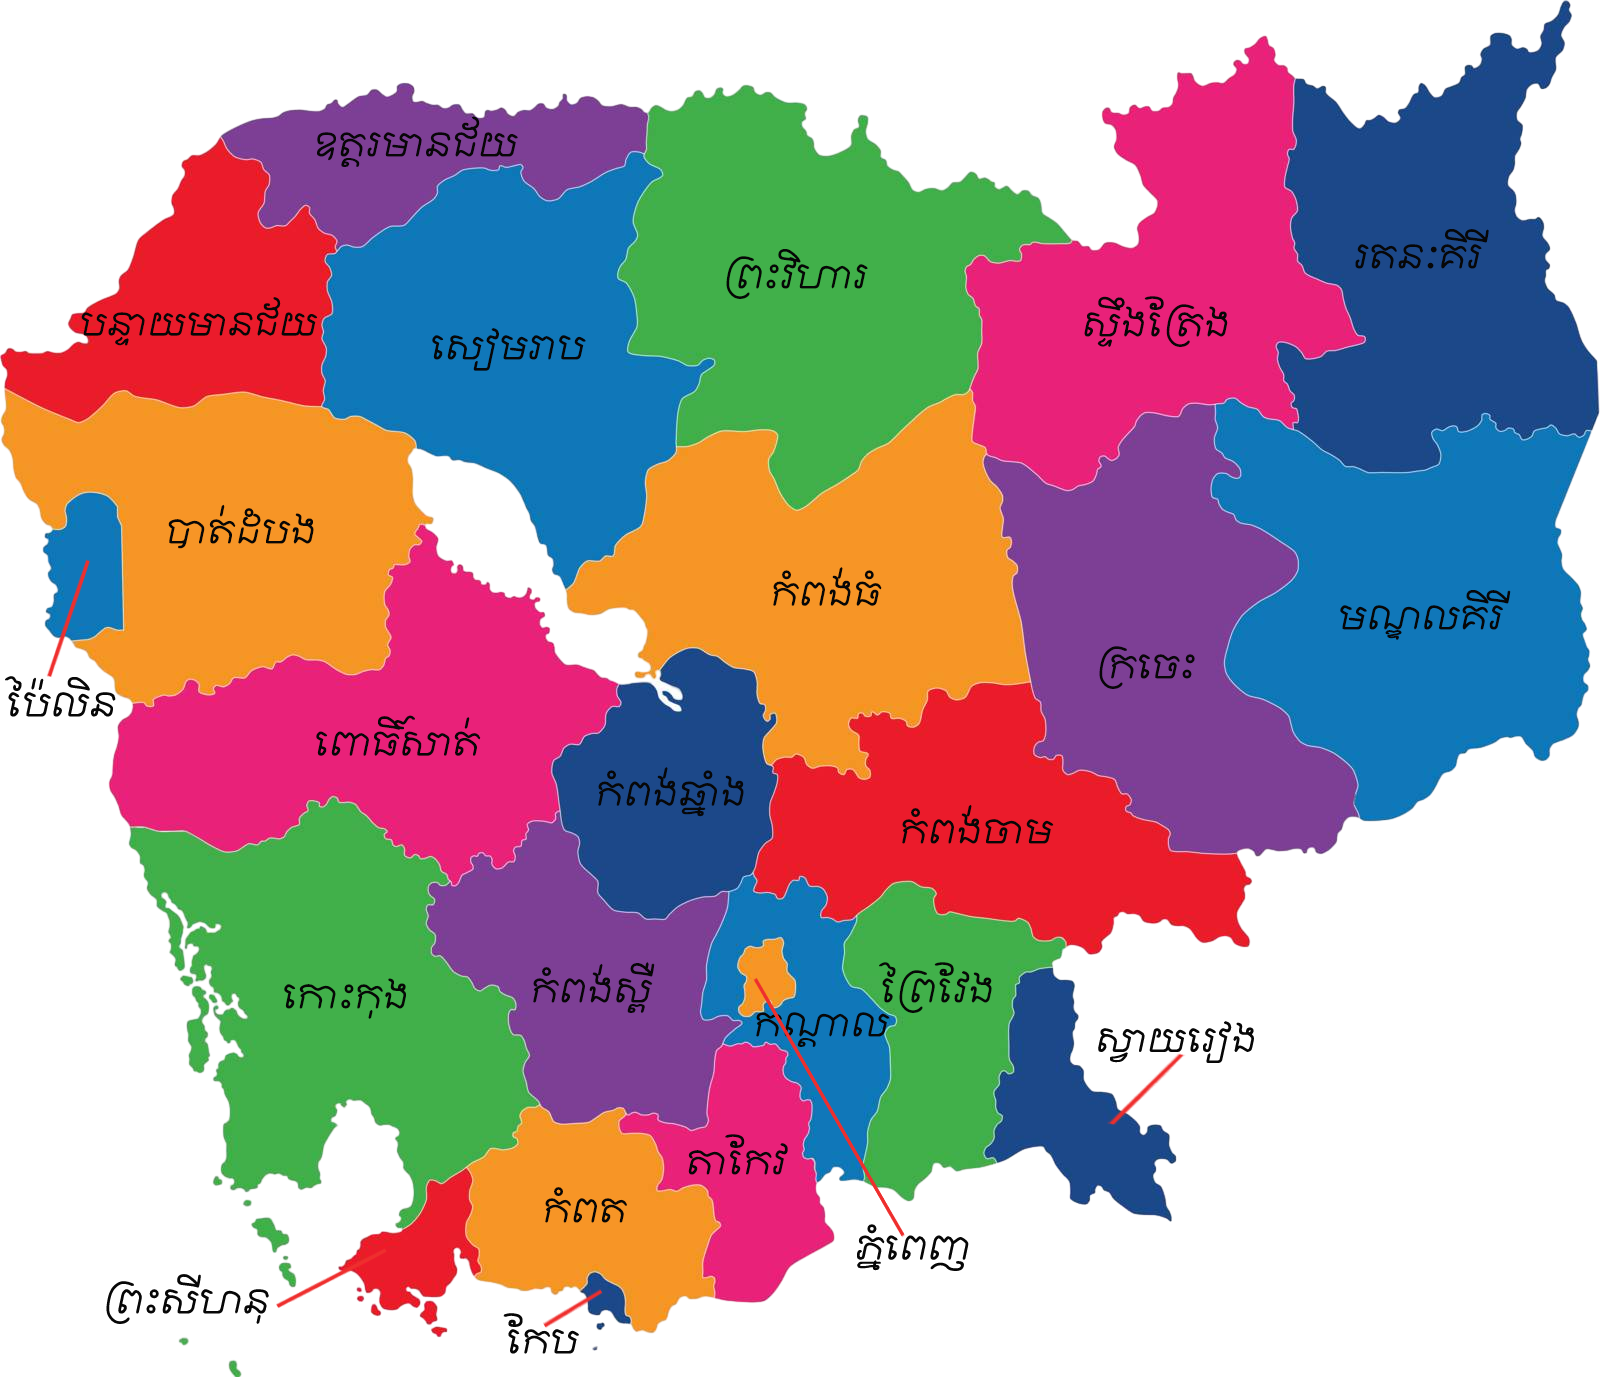 ឧត្តរមានជ័យ
ព្រះវិហារ
រតនៈគិរី
បន្ទាយមានជ័យ
សៀមរាប
ស្ទឹងត្រែង
បាត់ដំបង
កំពង់ធំ
មណ្ឌលគិរី
ក្រចេះ
ប៉ៃលិន
ពោធិ៍សាត់
កំពង់ឆ្នាំង
កំពង់ចាម
កោះកុង
កំពង់ស្ពឺ
ព្រៃវែង
កណ្តាល
ស្វាយរៀង
តាកែវ
កំពត
ភ្នំពេញ
ព្រះសីហនុ
កែប